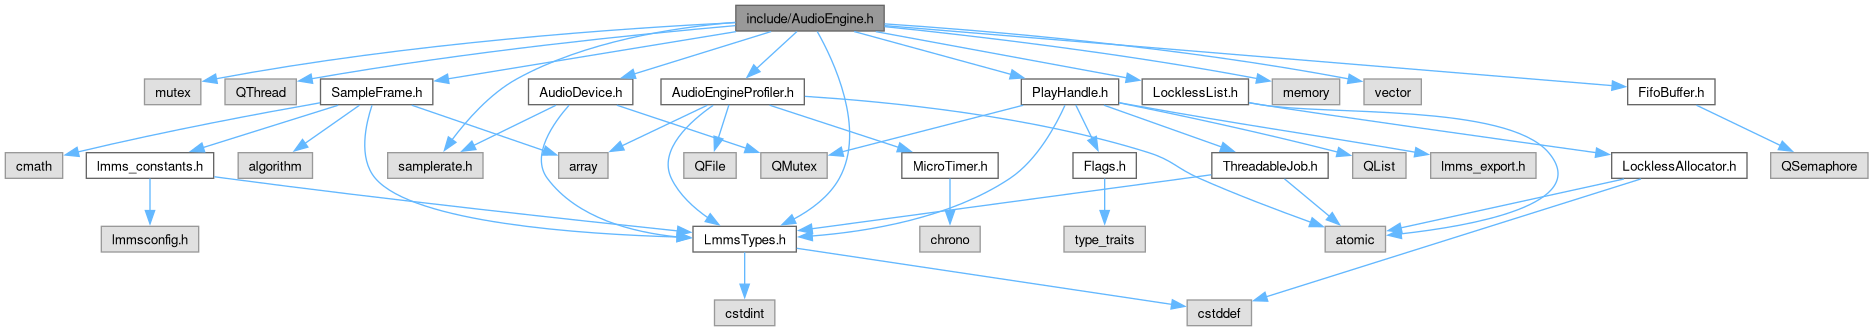 include/AudioEngine.h
mutex
QThread
SampleFrame.h
AudioDevice.h
AudioEngineProfiler.h
PlayHandle.h
LocklessList.h
memory
vector
FifoBuffer.h
cmath
lmms_constants.h
algorithm
samplerate.h
array
QFile
QMutex
MicroTimer.h
Flags.h
ThreadableJob.h
QList
lmms_export.h
LocklessAllocator.h
QSemaphore
lmmsconfig.h
LmmsTypes.h
chrono
type_traits
atomic
cstdint
cstddef